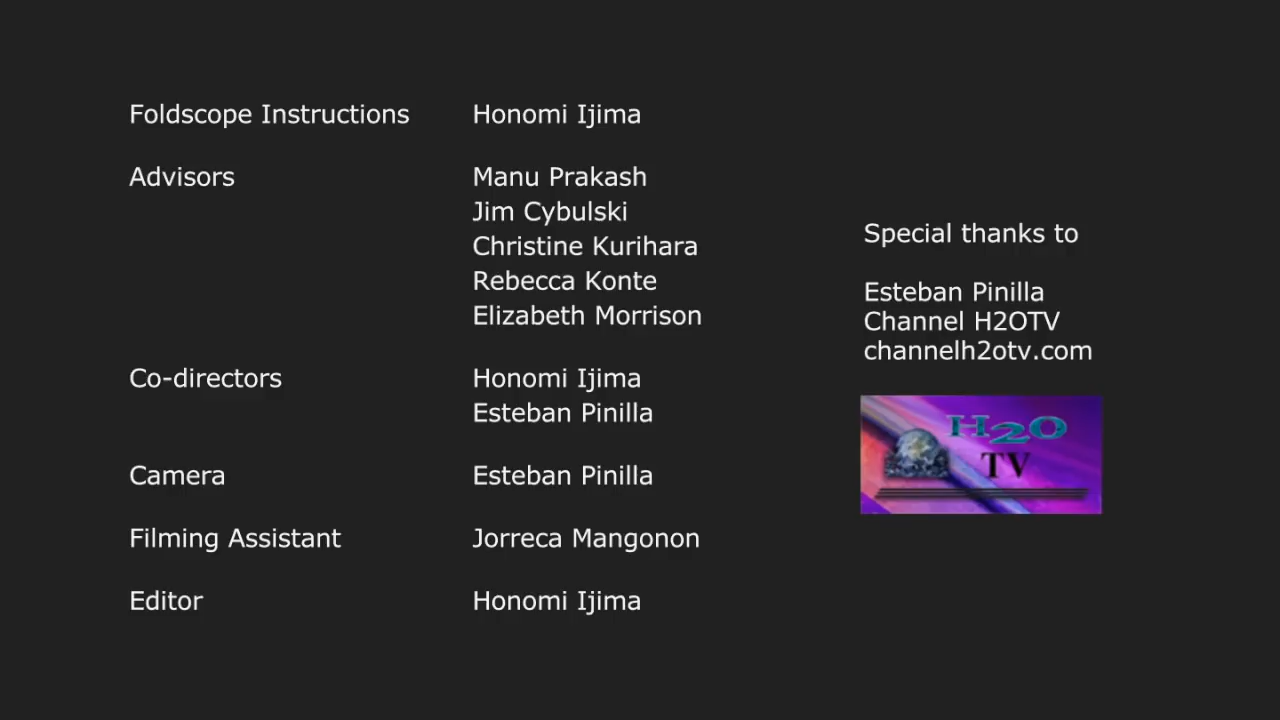 Foldscope Instructions Honomi Ijima
Advisors Manu Prakash
Jim Cybulski
Christine Kurihara
Rebecca Konte
Elizabeth Morrison
Co-directors Honomi Ijima
Esteban Pinilla
Camera Esteban Pinilla
Filming Assistant Jorreca Mangonon
Editor Honomi Ijima
Special thanks to
Esteban Pinilla
Channel H2OTV
channelh2otv.com
H2O
TV